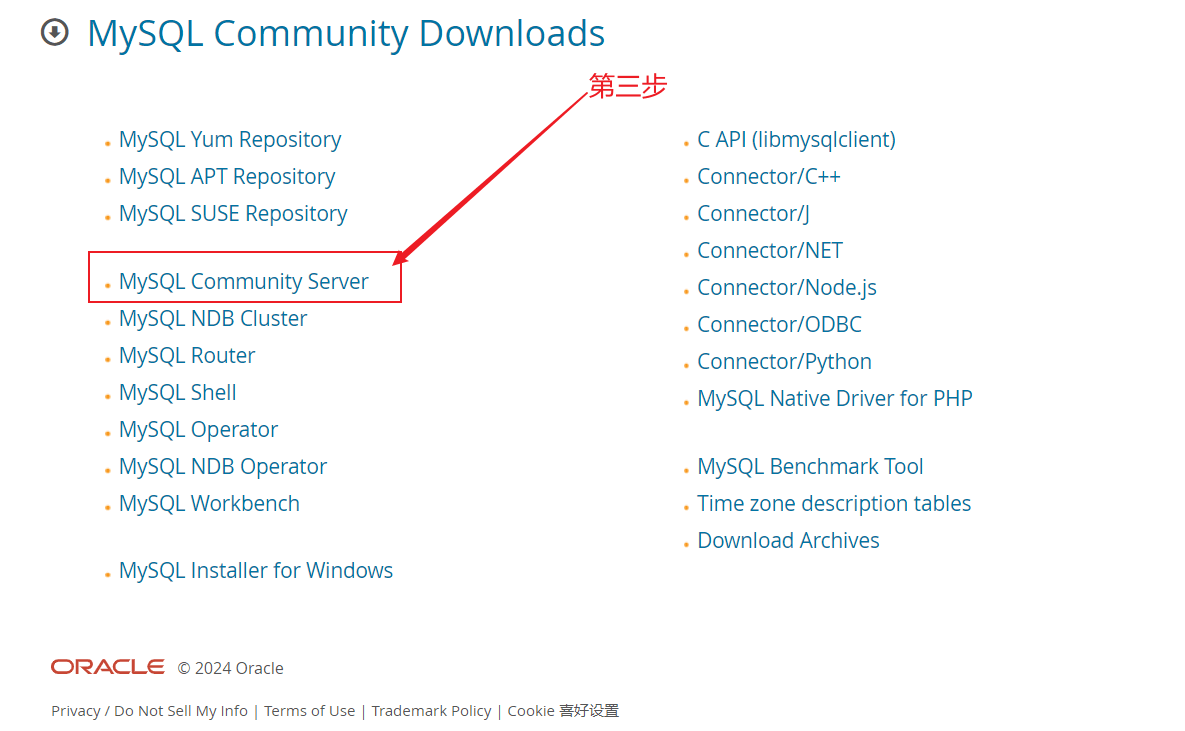 MySQL Community Downloads
第三步
MySQL Yum Repository
MySQL APT Repository
MySQL SUSE Repository
MySQL Community Server
MySQL NDB Cluster
MySQL Router
MySQL Shell
MySQL Operator
MySQL NDB Operator
MySQL Workbench
MySQL Installer for Windows
C API (libmysqlclient)
Connector/C++
Connector/J
Connector/NET
Connector/Node.js
Connector/ODBC
Connector/Python
MySQL Native Driver for PHP
MySQL Benchmark Tool
Time zone description tables
Download Archives
ORACLE © 2024 Oracle
Privacy / Do Not Sell My Info | Terms of Use | Trademark Policy | Cookie 喜好设置